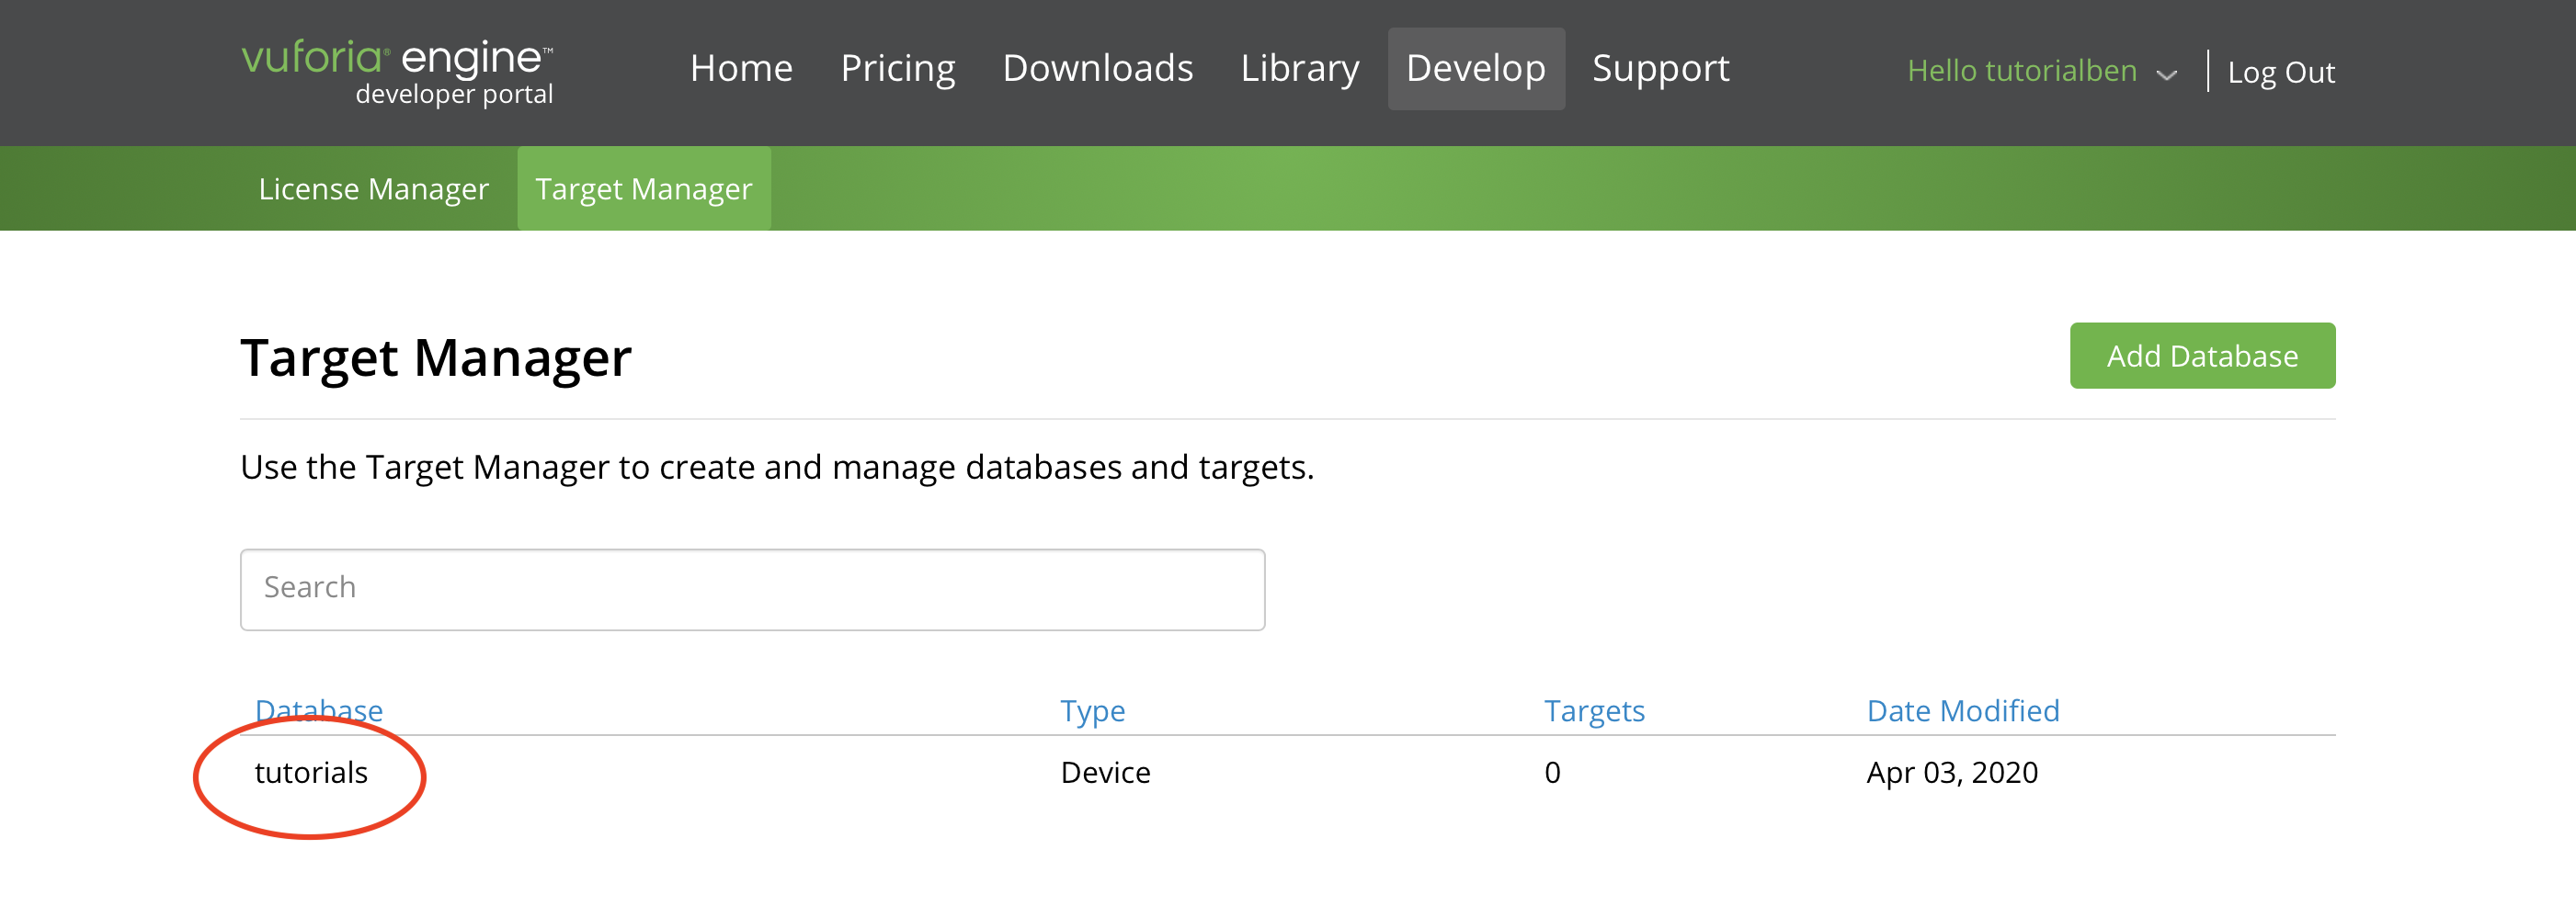 vuforia® engine™
developer portal
Home Pricing Downloads Library Develop Support
Hello tutorialben Log Out
License Manager Target Manager
Target Manager
Add Database
Use the Target Manager to create and manage databases and targets.
Search
Database Type Targets Date Modified
tutorials Device 0 Apr 03, 2020